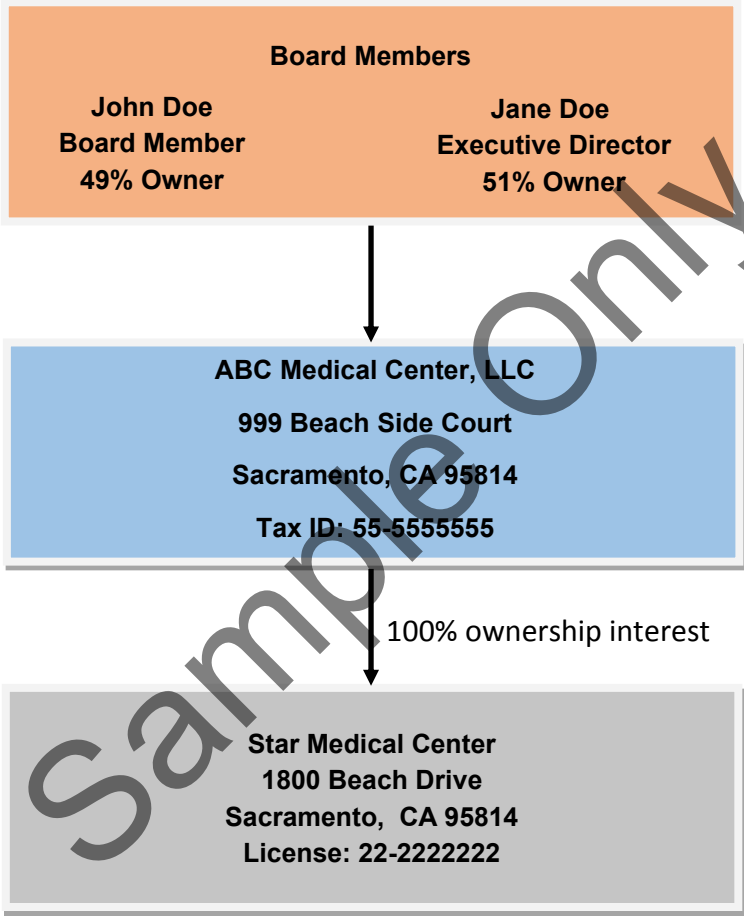 Board Members
John Doe
Board Member
49% Owner
Jane Doe
Executive Director
51% Owner
ABC Medical Center, LLC
999 Beach Side Court
Sacramento, CA 95814
Tax ID: 55-5555555
100% ownership interest
Star Medical Center
1800 Beach Drive
Sacramento, CA 95814
License: 22-2222222
Sample Only